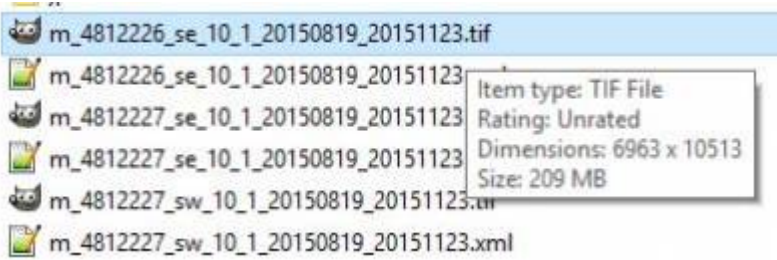 m_4812226_se_10_1_20150819_20151123.tif
m_4812226_se_10_1_20150819_20151123
m_4812227_se_10_1_20150819_20151123
m_4812227_se_10_1_20150819_20151123
m_4812227_sw_10_1_20150819_20151123.tif
m_4812227_sw_10_1_20150819_20151123.xml
Item type: TIF File
Rating: Unrated
Dimensions: 6963 x 10513
Size: 209 MB